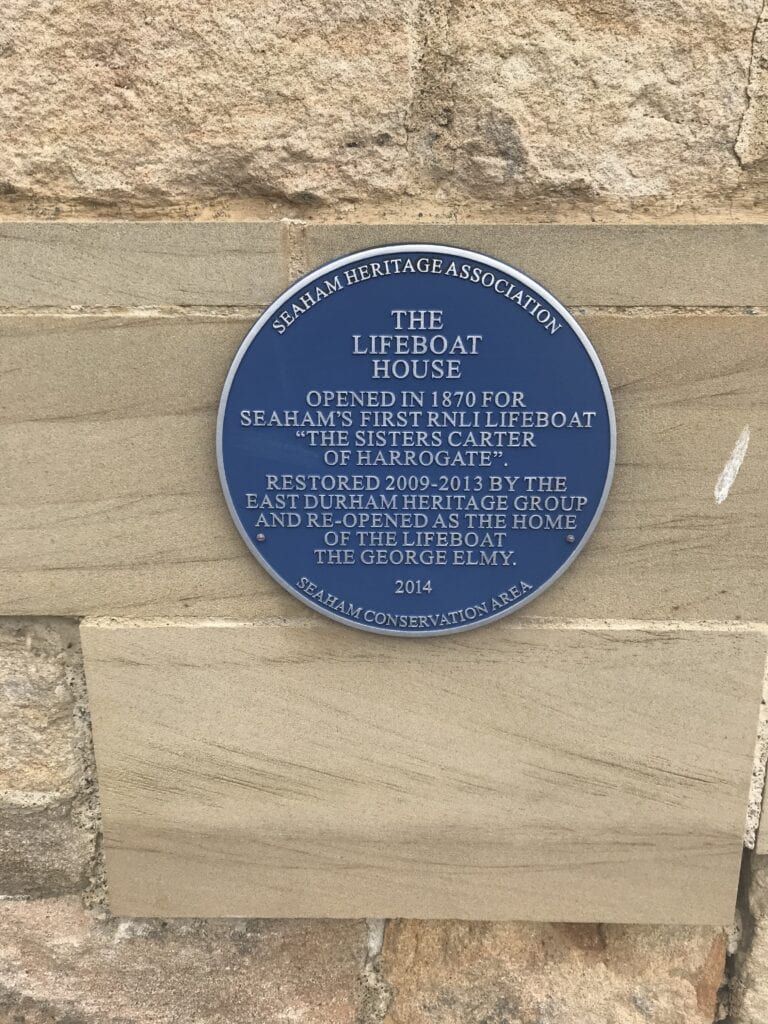 SEAHAM HERITAGE ASSOCIATION
THE
LIFEBOAT
HOUSE
OPENED IN 1870 FOR
SEAHAM'S FIRST RNLI LIFEBOAT
"THE SISTERS CARTER
OF HARROGATE".
RESTORED 2009-2013 BY THE
EAST DURHAM HERITAGE GROUP
AND RE-OPENED AS THE HOME
OF THE LIFEBOAT
THE GEORGE ELMY.
2014
SEAHAM CONSERVATION AREA